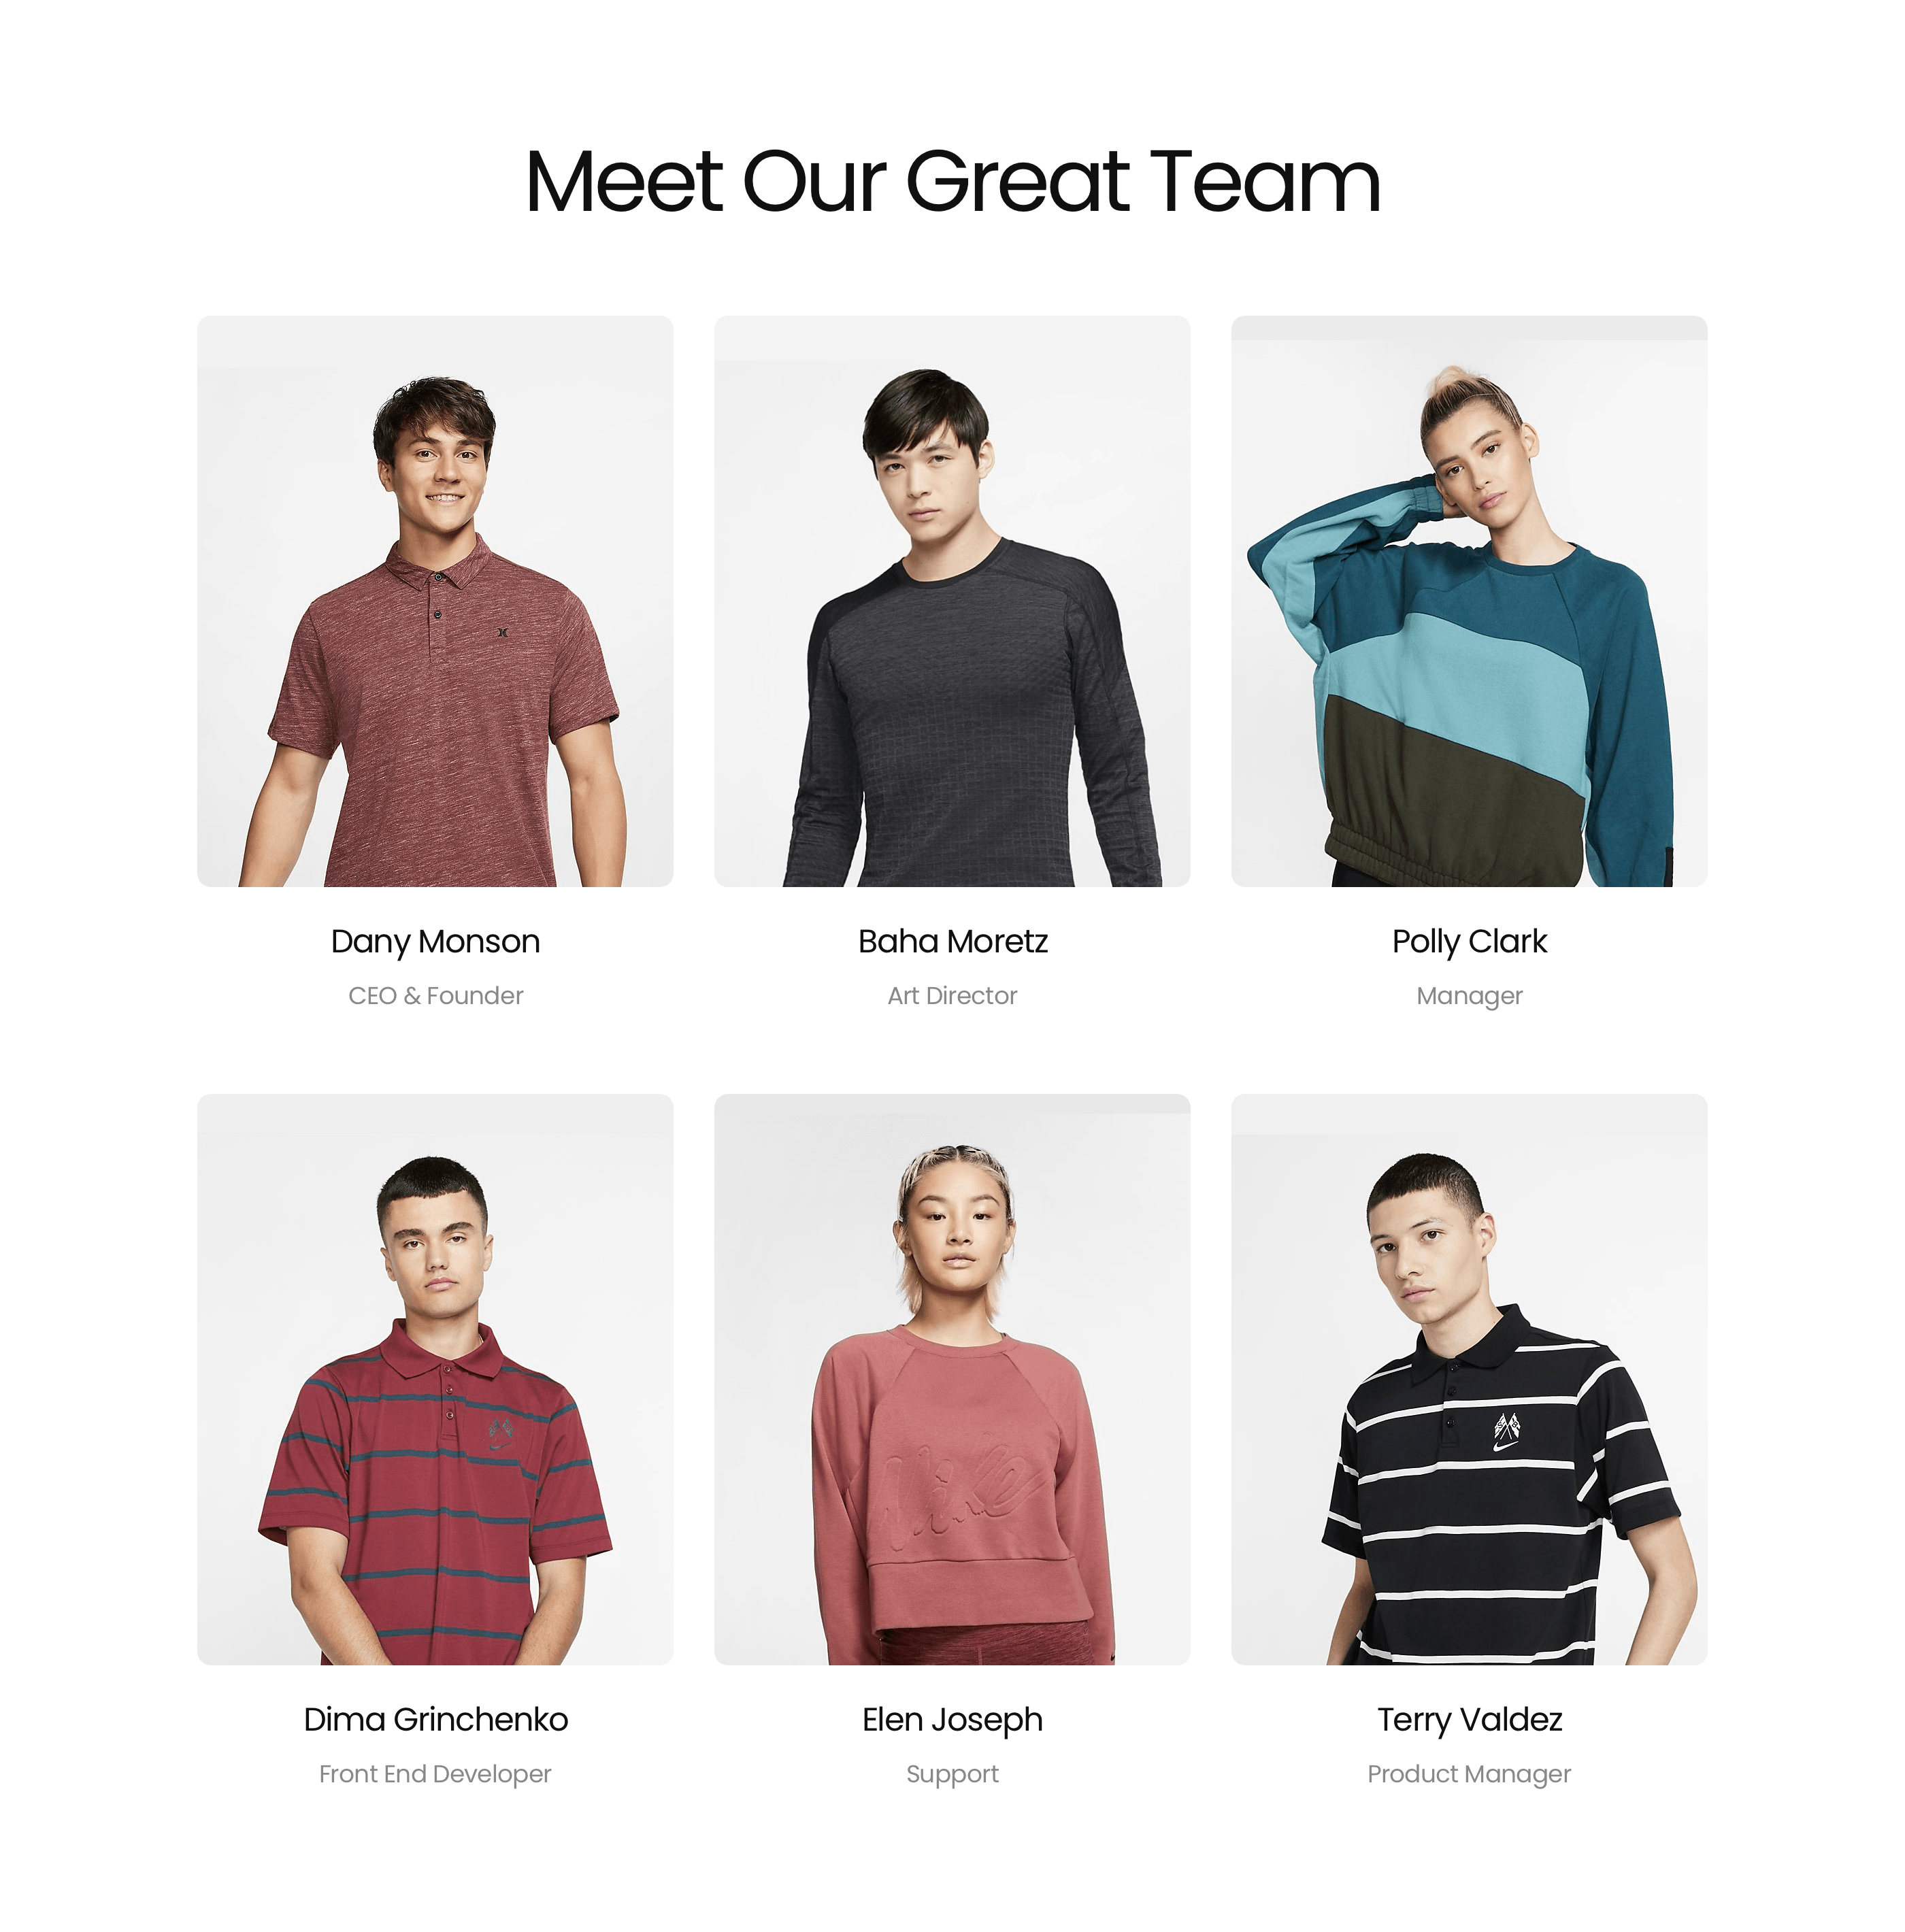 Meet Our Great Team
Dany Monson
Baha Moretz
Polly Clark
CEO & Founder
Art Director
Manager
Nike
Dima Grinchenko
Elen Joseph
Terry Valdez
Front End Developer
Support
Product Manager